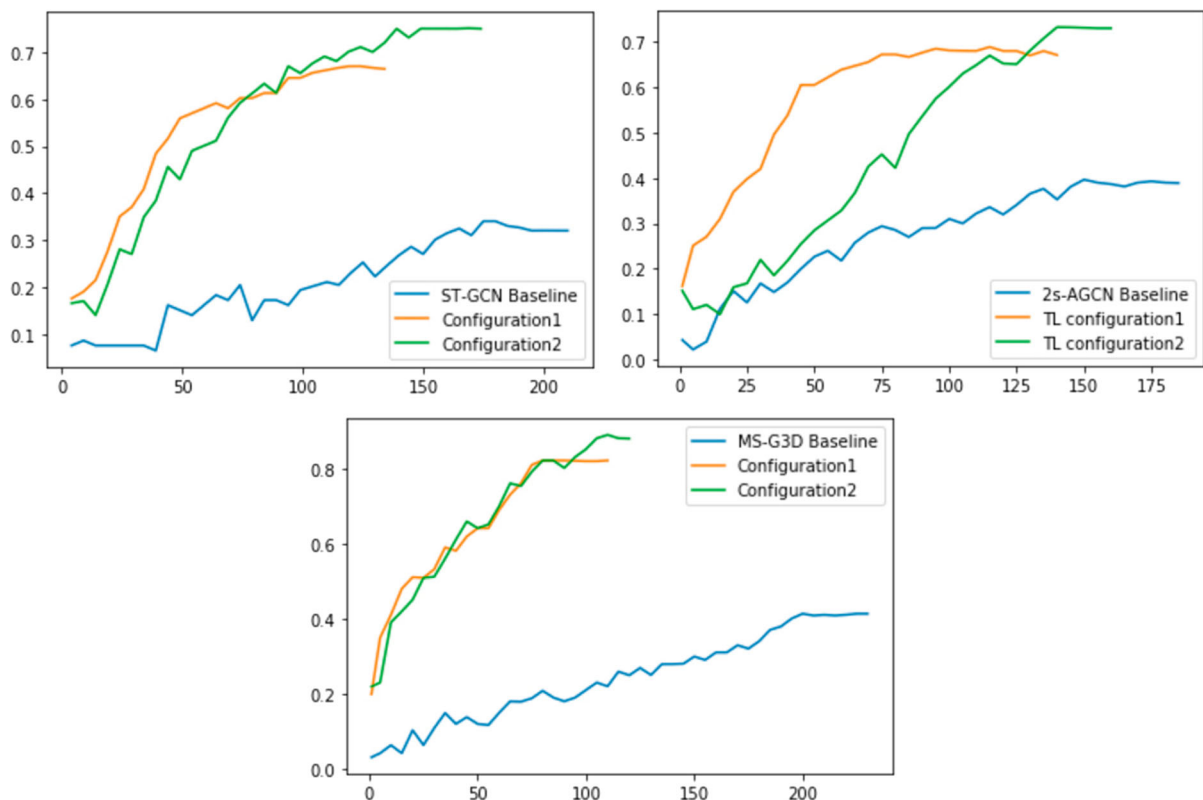 0.7
0.6
0.5
0.4
0.3
0.2
0.1
0 50 100 150 200
ST-GCN Baseline
Configuration1
Configuration2
0.7
0.6
0.5
0.4
0.3
0.2
0.1
0.0
0 25 50 75 100 125 150 175
2s-AGCN Baseline
TL configuration1
TL configuration2
0.8
0.6
0.4
0.2
0.0
0 50 100 150 200
MS-G3D Baseline
Configuration1
Configuration2